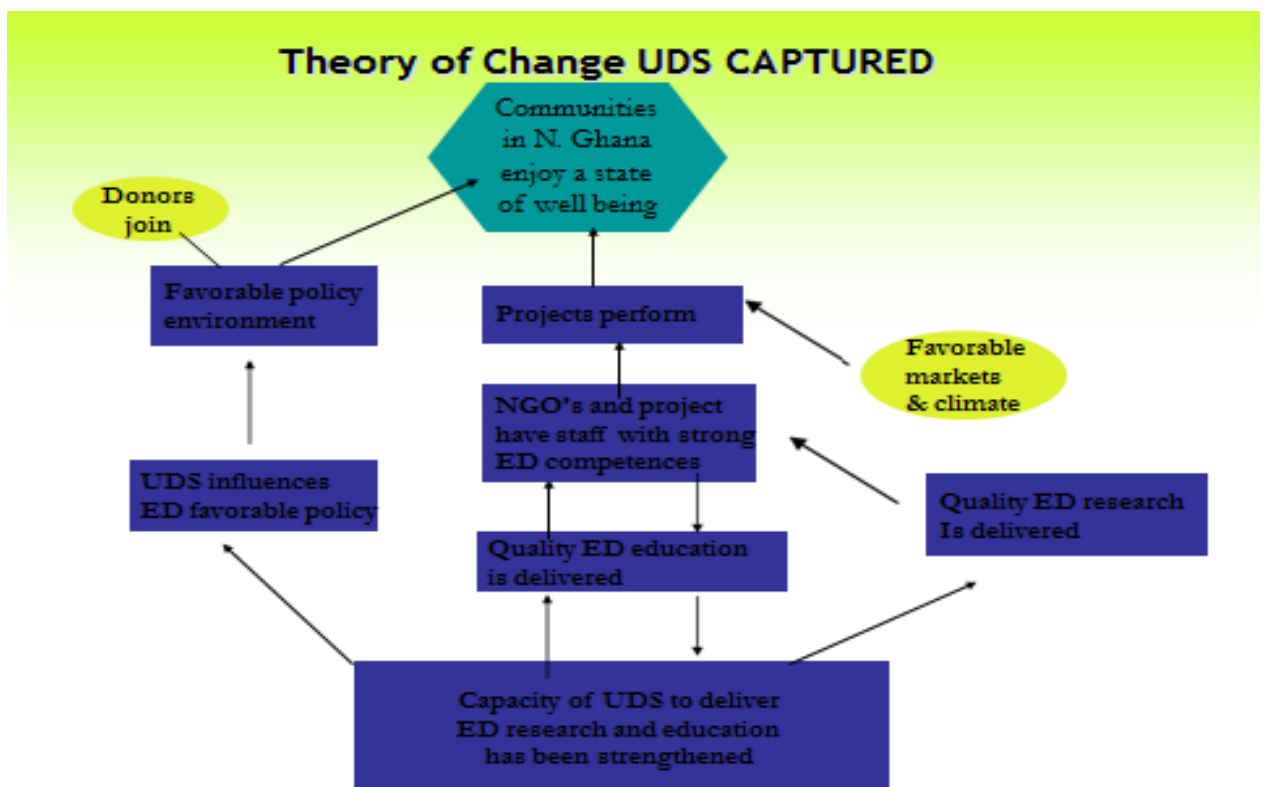 Theory of Change UDS CAPTURED
Communities
in N. Ghana
enjoy a state
of well being
Donors
join
Favorable policy
environment
Projects perform
Favorable
markets
& climate
NGO's and project
have staff with strong
ED competences
UDS influences
ED favorable policy
Quality ED research
Is delivered
Quality ED education
is delivered
Capacity of UDS to deliver
ED research and education
has been strengthened